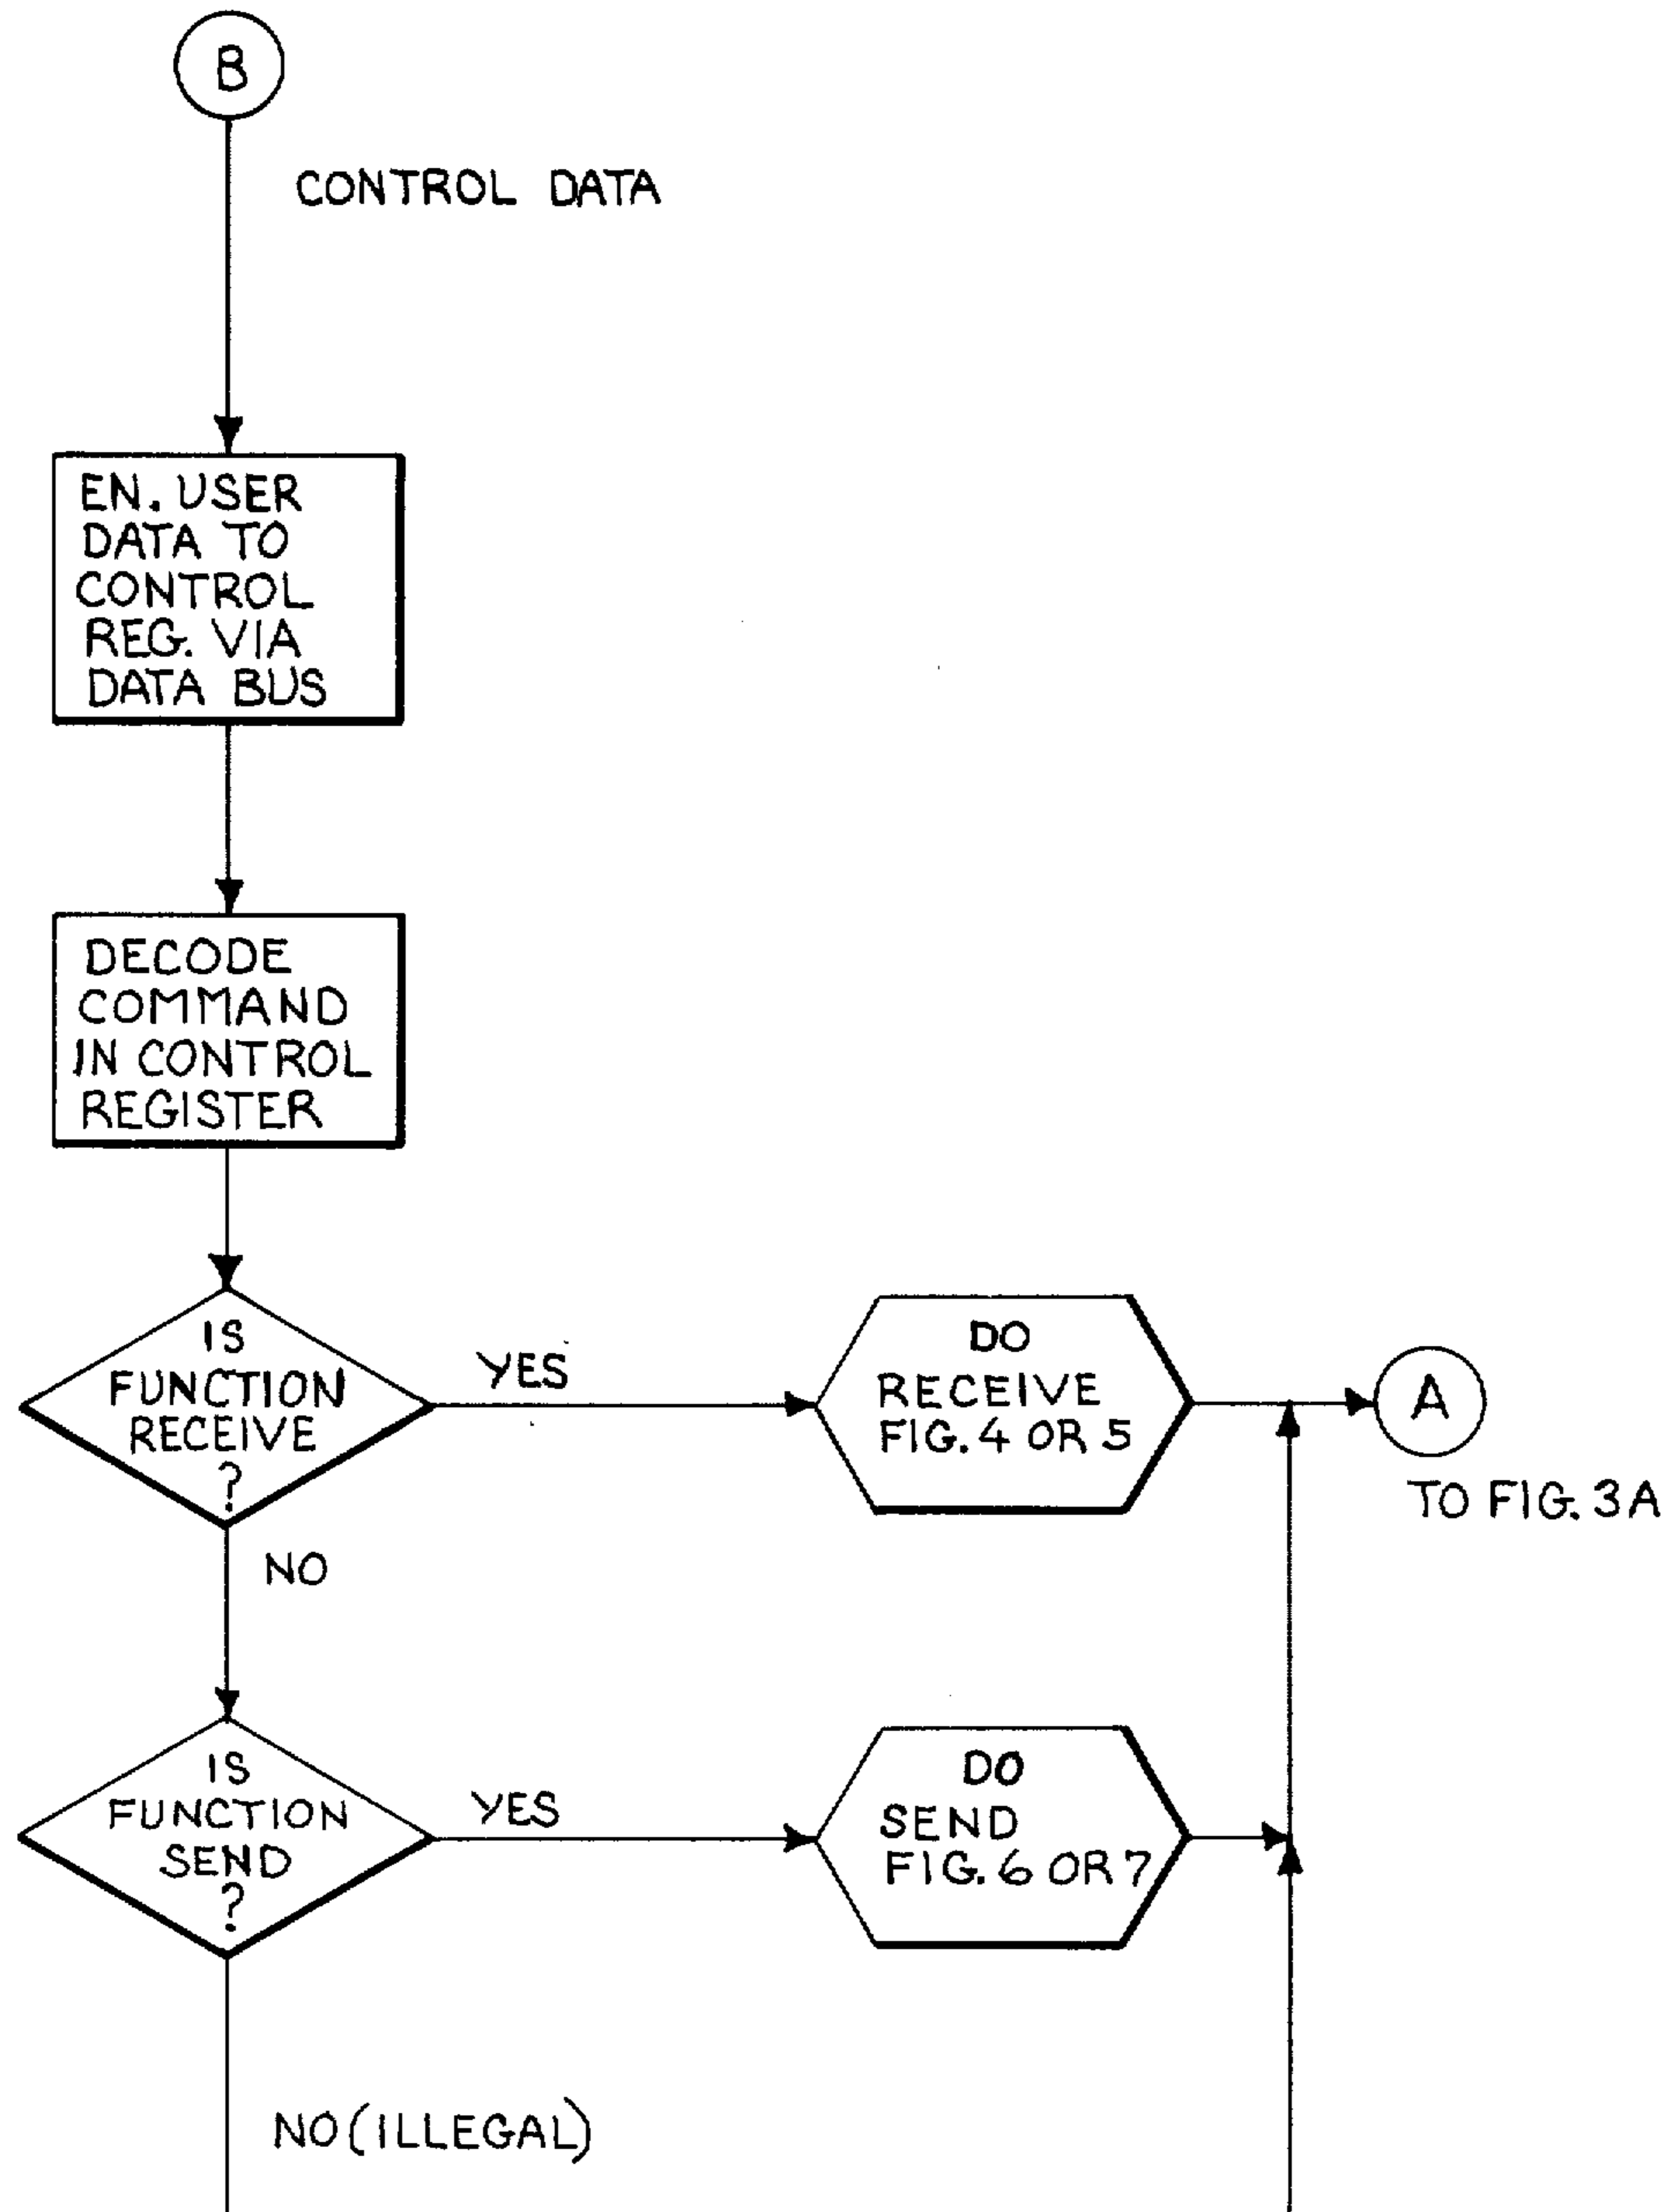 B
CONTROL DATA
EN. USER
DATA TO
CONTROL
REG. VIA
DATA BUS
DECODE
COMMAND
IN CONTROL
REGISTER
IS
FUNCTION
RECEIVE
?
YES
DO
RECEIVE
FIG. 4 OR 5
A
TO FIG. 3A
NO
IS
FUNCTION
SEND
?
YES
DO
SEND
FIG. 6 OR 7
NO (ILLEGAL)